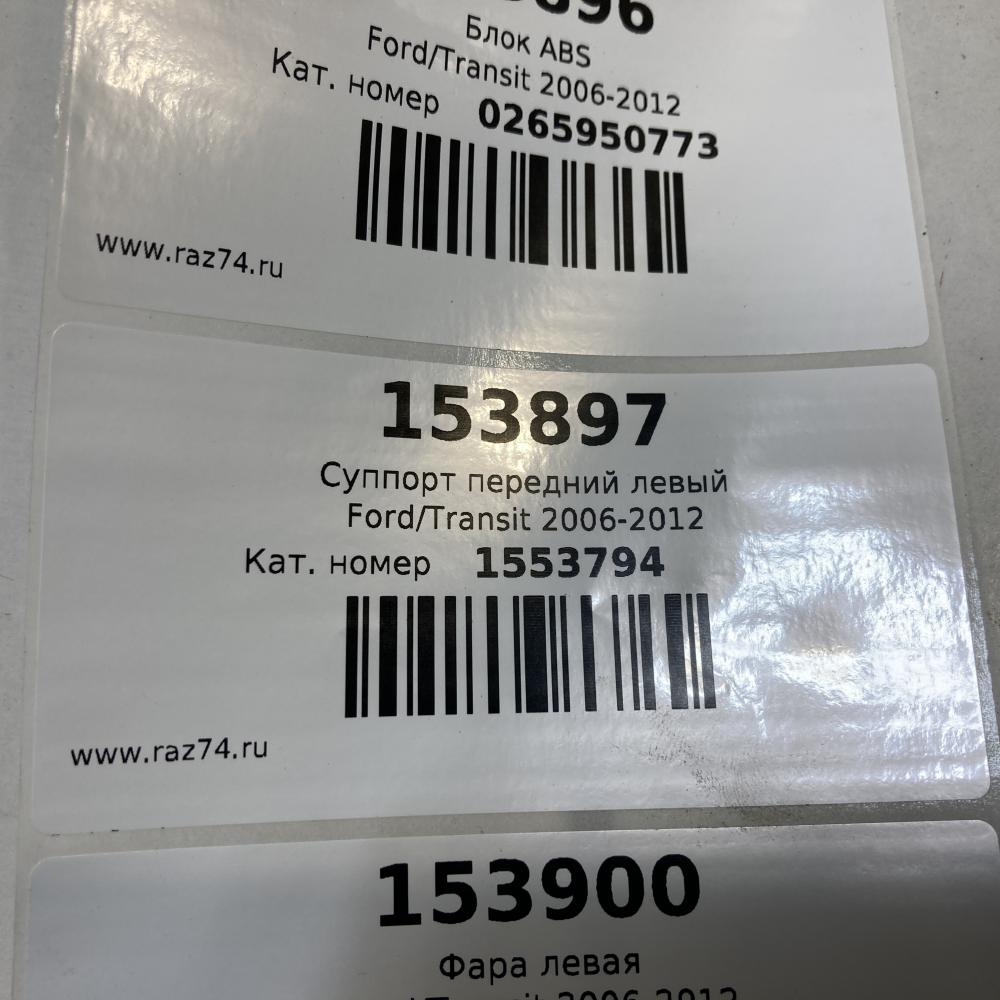 Блок ABS
Ford/Transit 2006-2012
Кат. номер 0265950773
www.raz74.ru
153897
Суппорт передний левый
Ford/Transit 2006-2012
Кат. номер 1553794
www.raz74.ru
153900
Фара левая